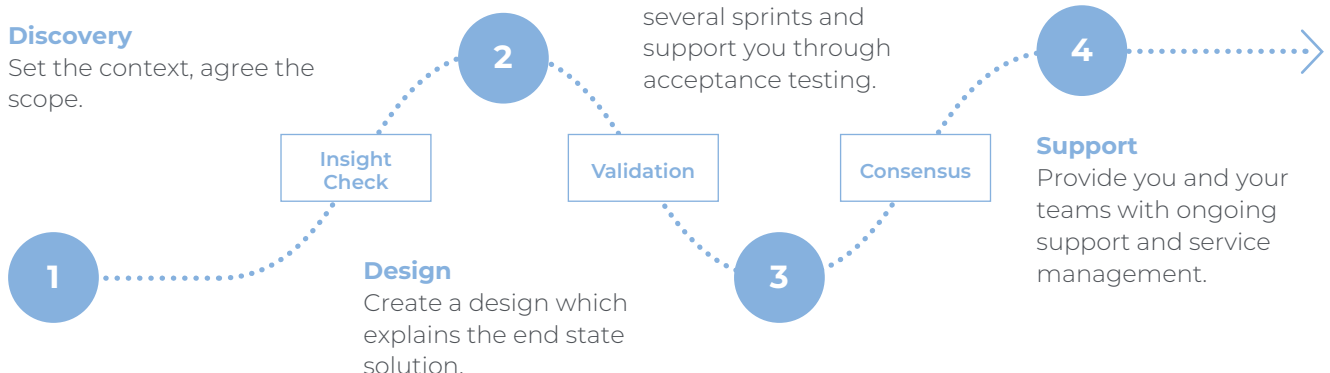 Discovery
Set the context, agree the
scope.
1
Insight
Check
2
Design
Create a design which
explains the end state
solution.
Validation
several sprints and
support you through
acceptance testing.
3
Consensus
4
Support
Provide you and your
teams with ongoing
support and service
management.